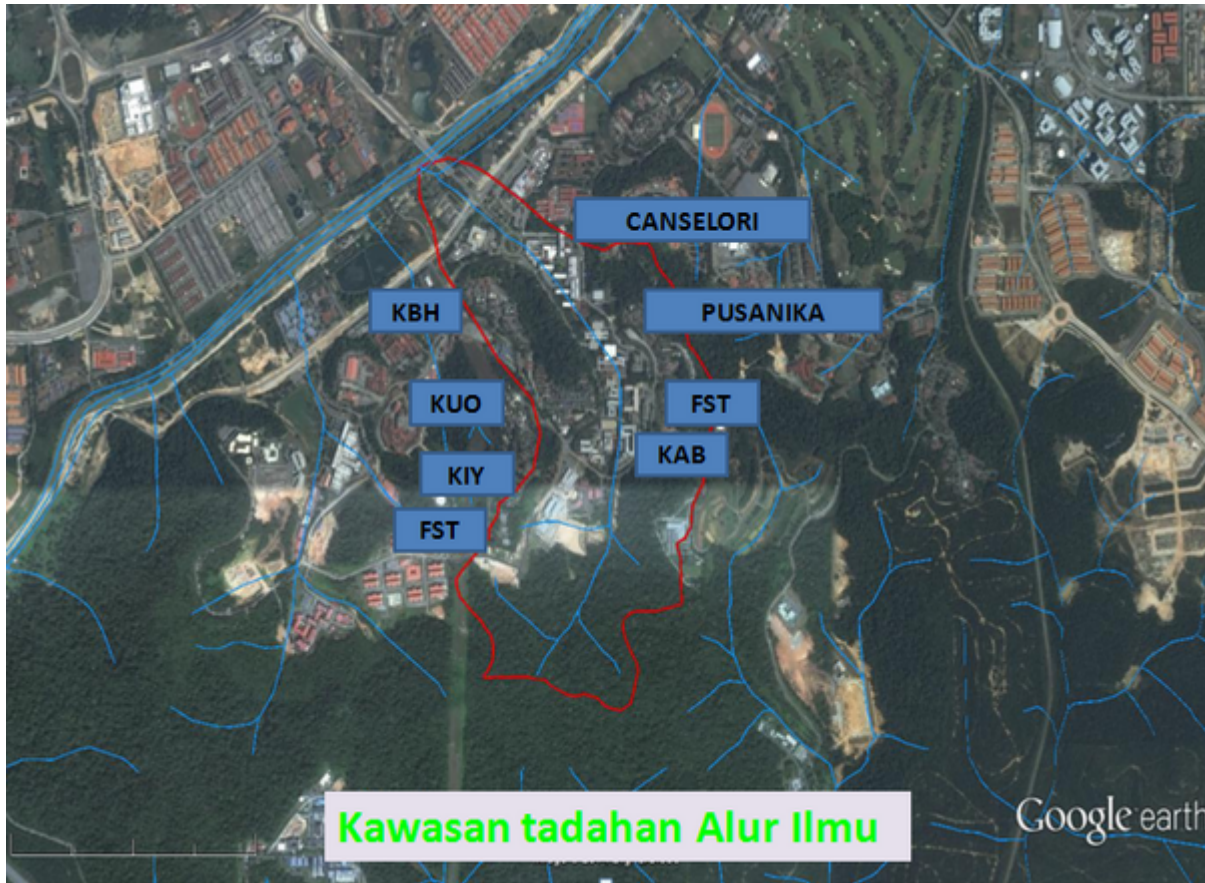 CANSELORI
KBH
PUSANIKA
KUO
FST
KAB
KIY
FST
Kawasan tadahan Alur Ilmu
Google earth